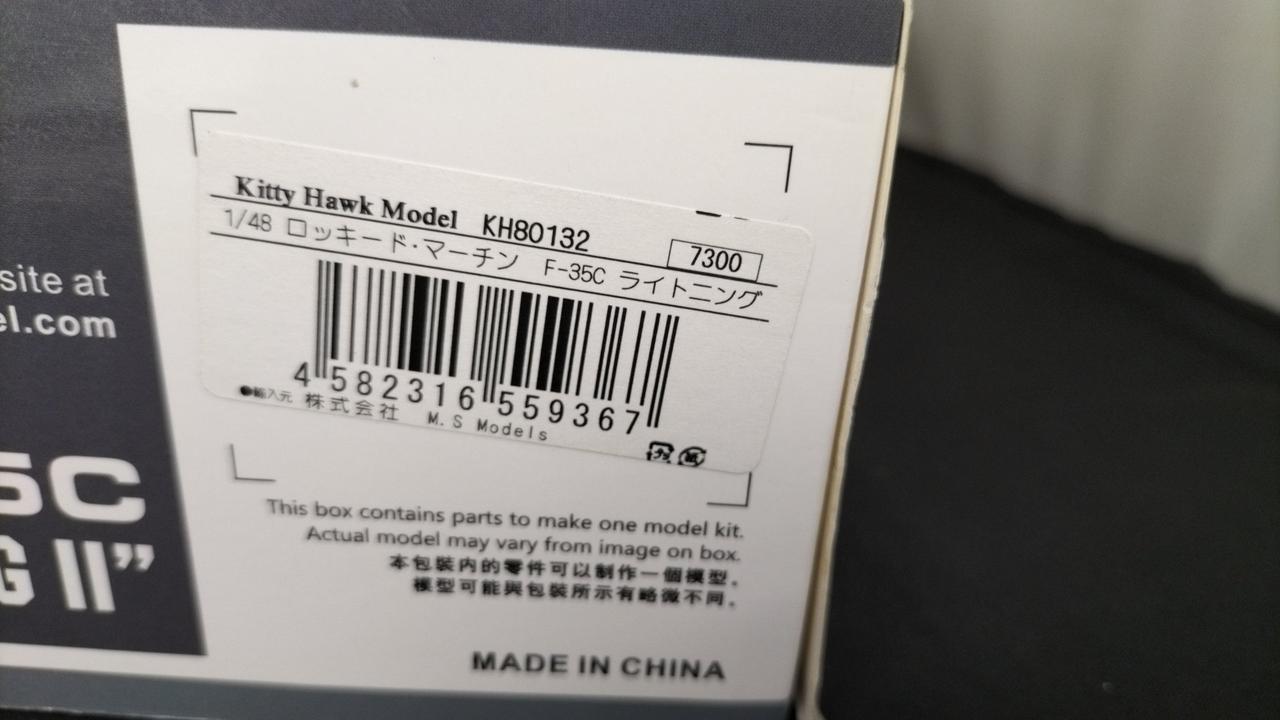 Kitty Hawk Model KH80132
7300
1/48 ロッキード・マーチン F-35C ライトニング
4 582316 559367
●輸入元 株式会社 M.S Models
プラ 紙
This box contains parts to make one model kit.
Actual model may vary from image on box.
本包裝内的零件可以制作一個模型。
模型可能與包裝所示有略微不同。
MADE IN CHINA
site at
el.com
5C
G II”